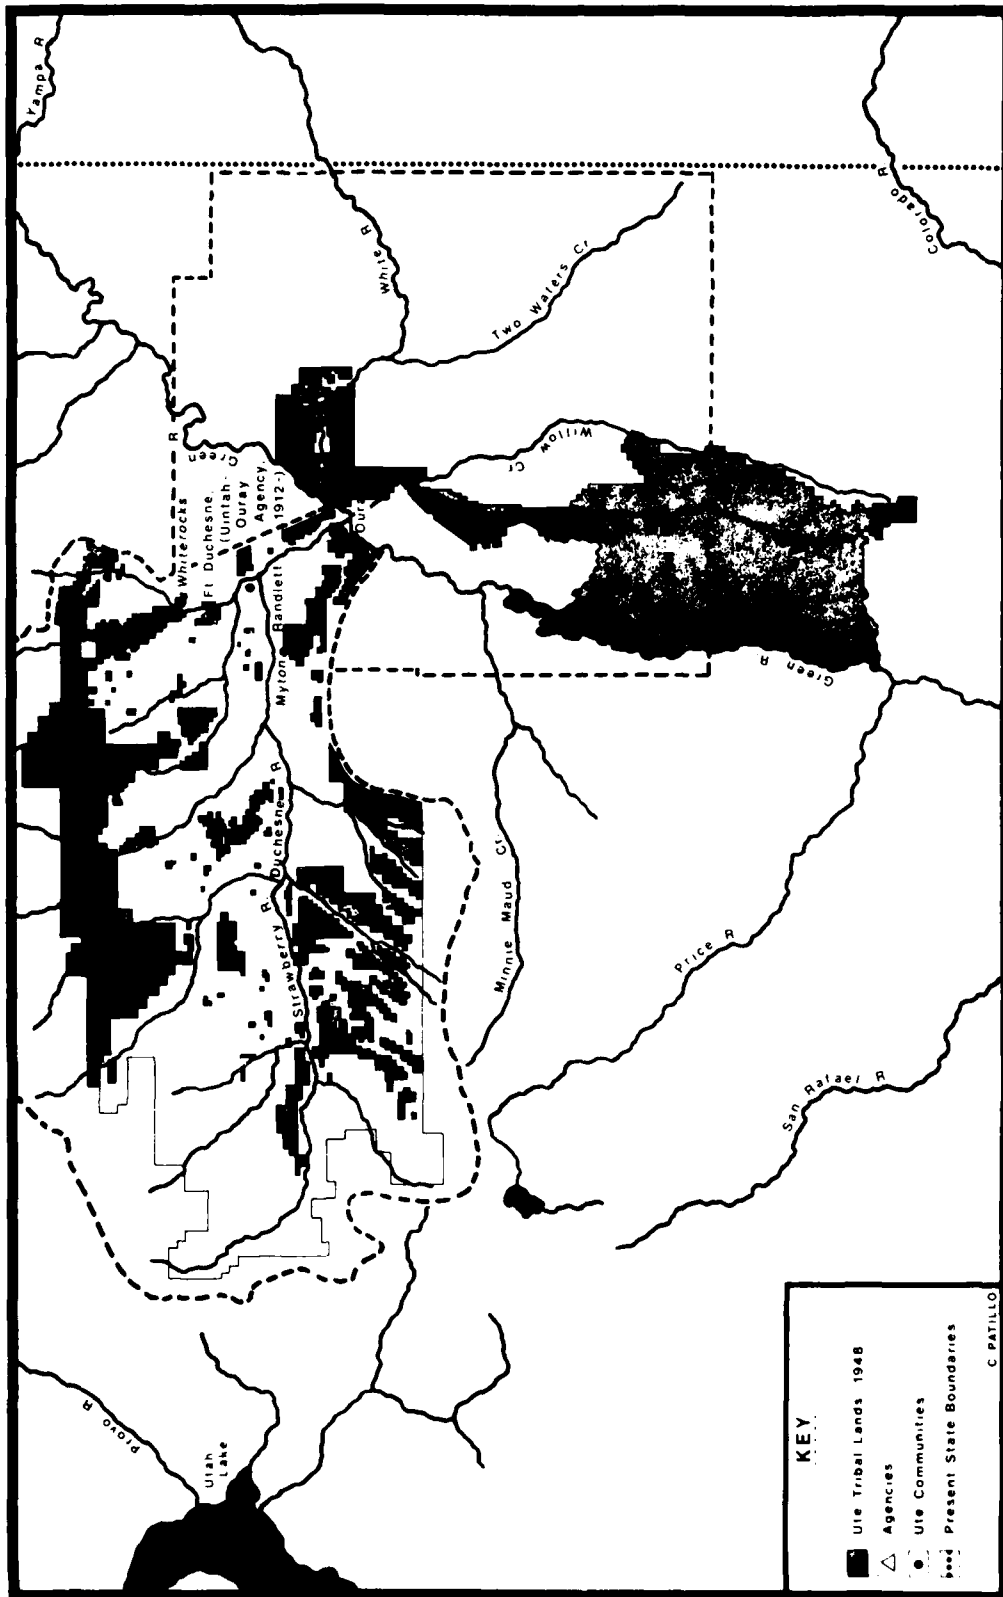 Yampa R
White R
Two Waters Cr
Colorado R
Green R
Whiterocks
Ft Duchesne
(Uintah-
Ouray
Agency,
1912-)
Randlett
Myton
Willow Cr
Duchesne R
Strawberry R
Green R
Minnie Maud Cr
Price R
San Rafael R
Provo R
Utah
Lake
KEY
Ute Tribal Lands 1948
Agencies
Ute Communities
Present State Boundaries
C PATILLO